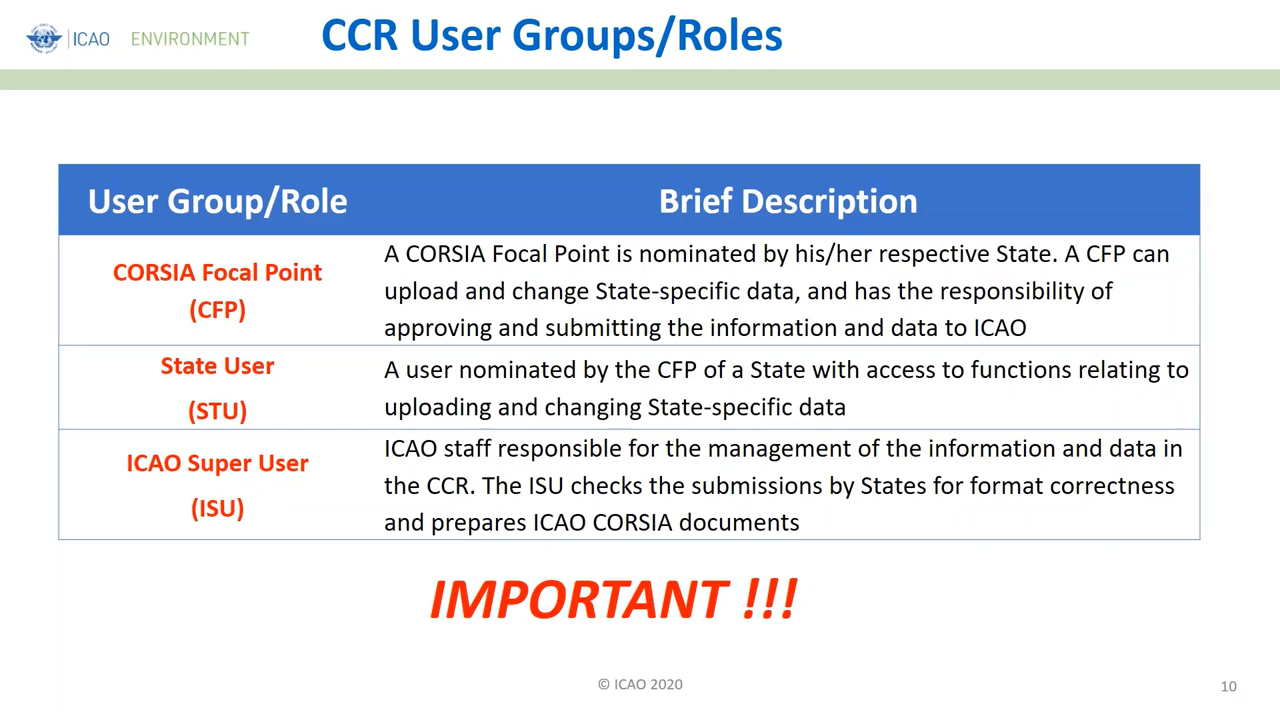 ICAO ENVIRONMENT
CCR User Groups/Roles
User Group/Role
Brief Description
CORSIA Focal Point
(CFP)
A CORSIA Focal Point is nominated by his/her respective State. A CFP can
upload and change State-specific data, and has the responsibility of
approving and submitting the information and data to ICAO
State User
(STU)
A user nominated by the CFP of a State with access to functions relating to
uploading and changing State-specific data
ICAO Super User
(ISU)
ICAO staff responsible for the management of the information and data in
the CCR. The ISU checks the submissions by States for format correctness
and prepares ICAO CORSIA documents
IMPORTANT !!!
© ICAO 2020
10